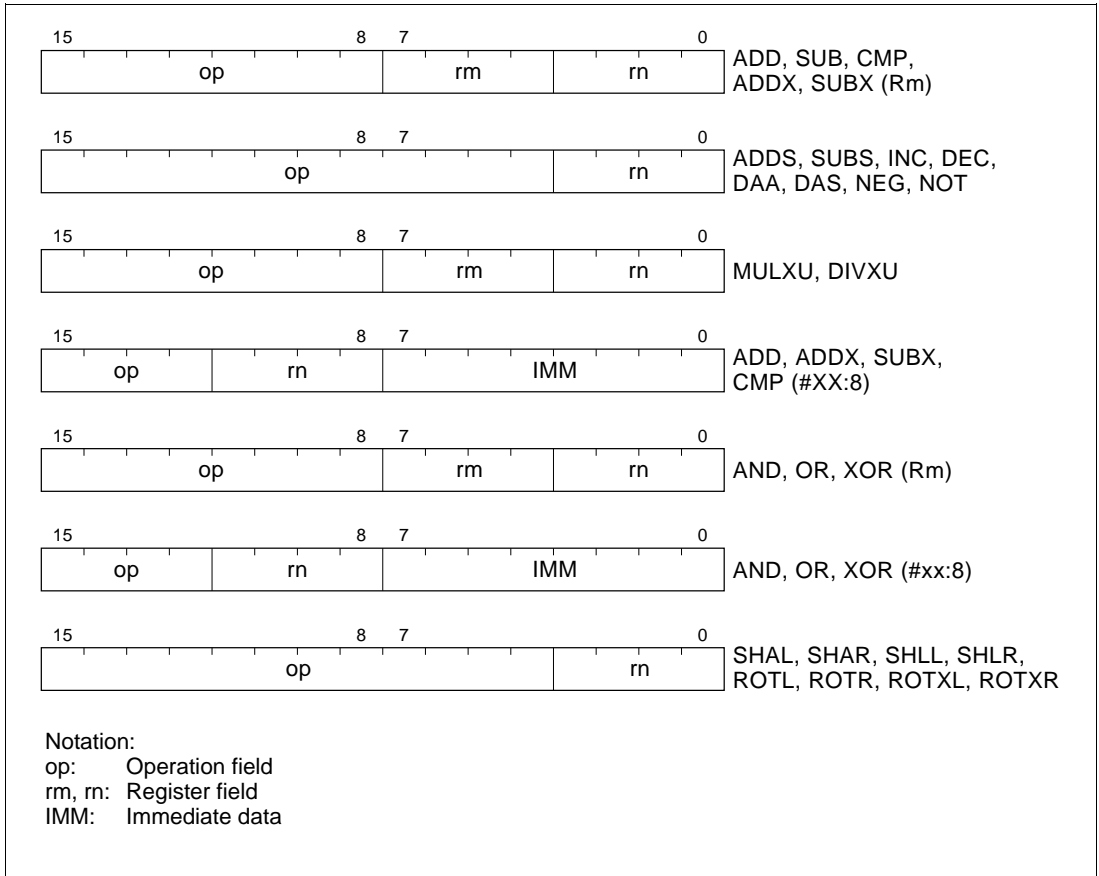 15 8 7 0
op rm rn
ADD, SUB, CMP,
ADDX, SUBX (Rm)
15 8 7 0
op rn
ADDS, SUBS, INC, DEC,
DAA, DAS, NEG, NOT
15 8 7 0
op rm rn
MULXU, DIVXU
15 8 7 0
op rn IMM
ADD, ADDX, SUBX,
CMP (#XX:8)
15 8 7 0
op rm rn
AND, OR, XOR (Rm)
15 8 7 0
op rn IMM
AND, OR, XOR (#xx:8)
15 8 7 0
op rn
SHAL, SHAR, SHLL, SHLR,
ROTL, ROTR, ROTXL, ROTXR
Notation:
op: Operation field
rm, rn: Register field
IMM: Immediate data